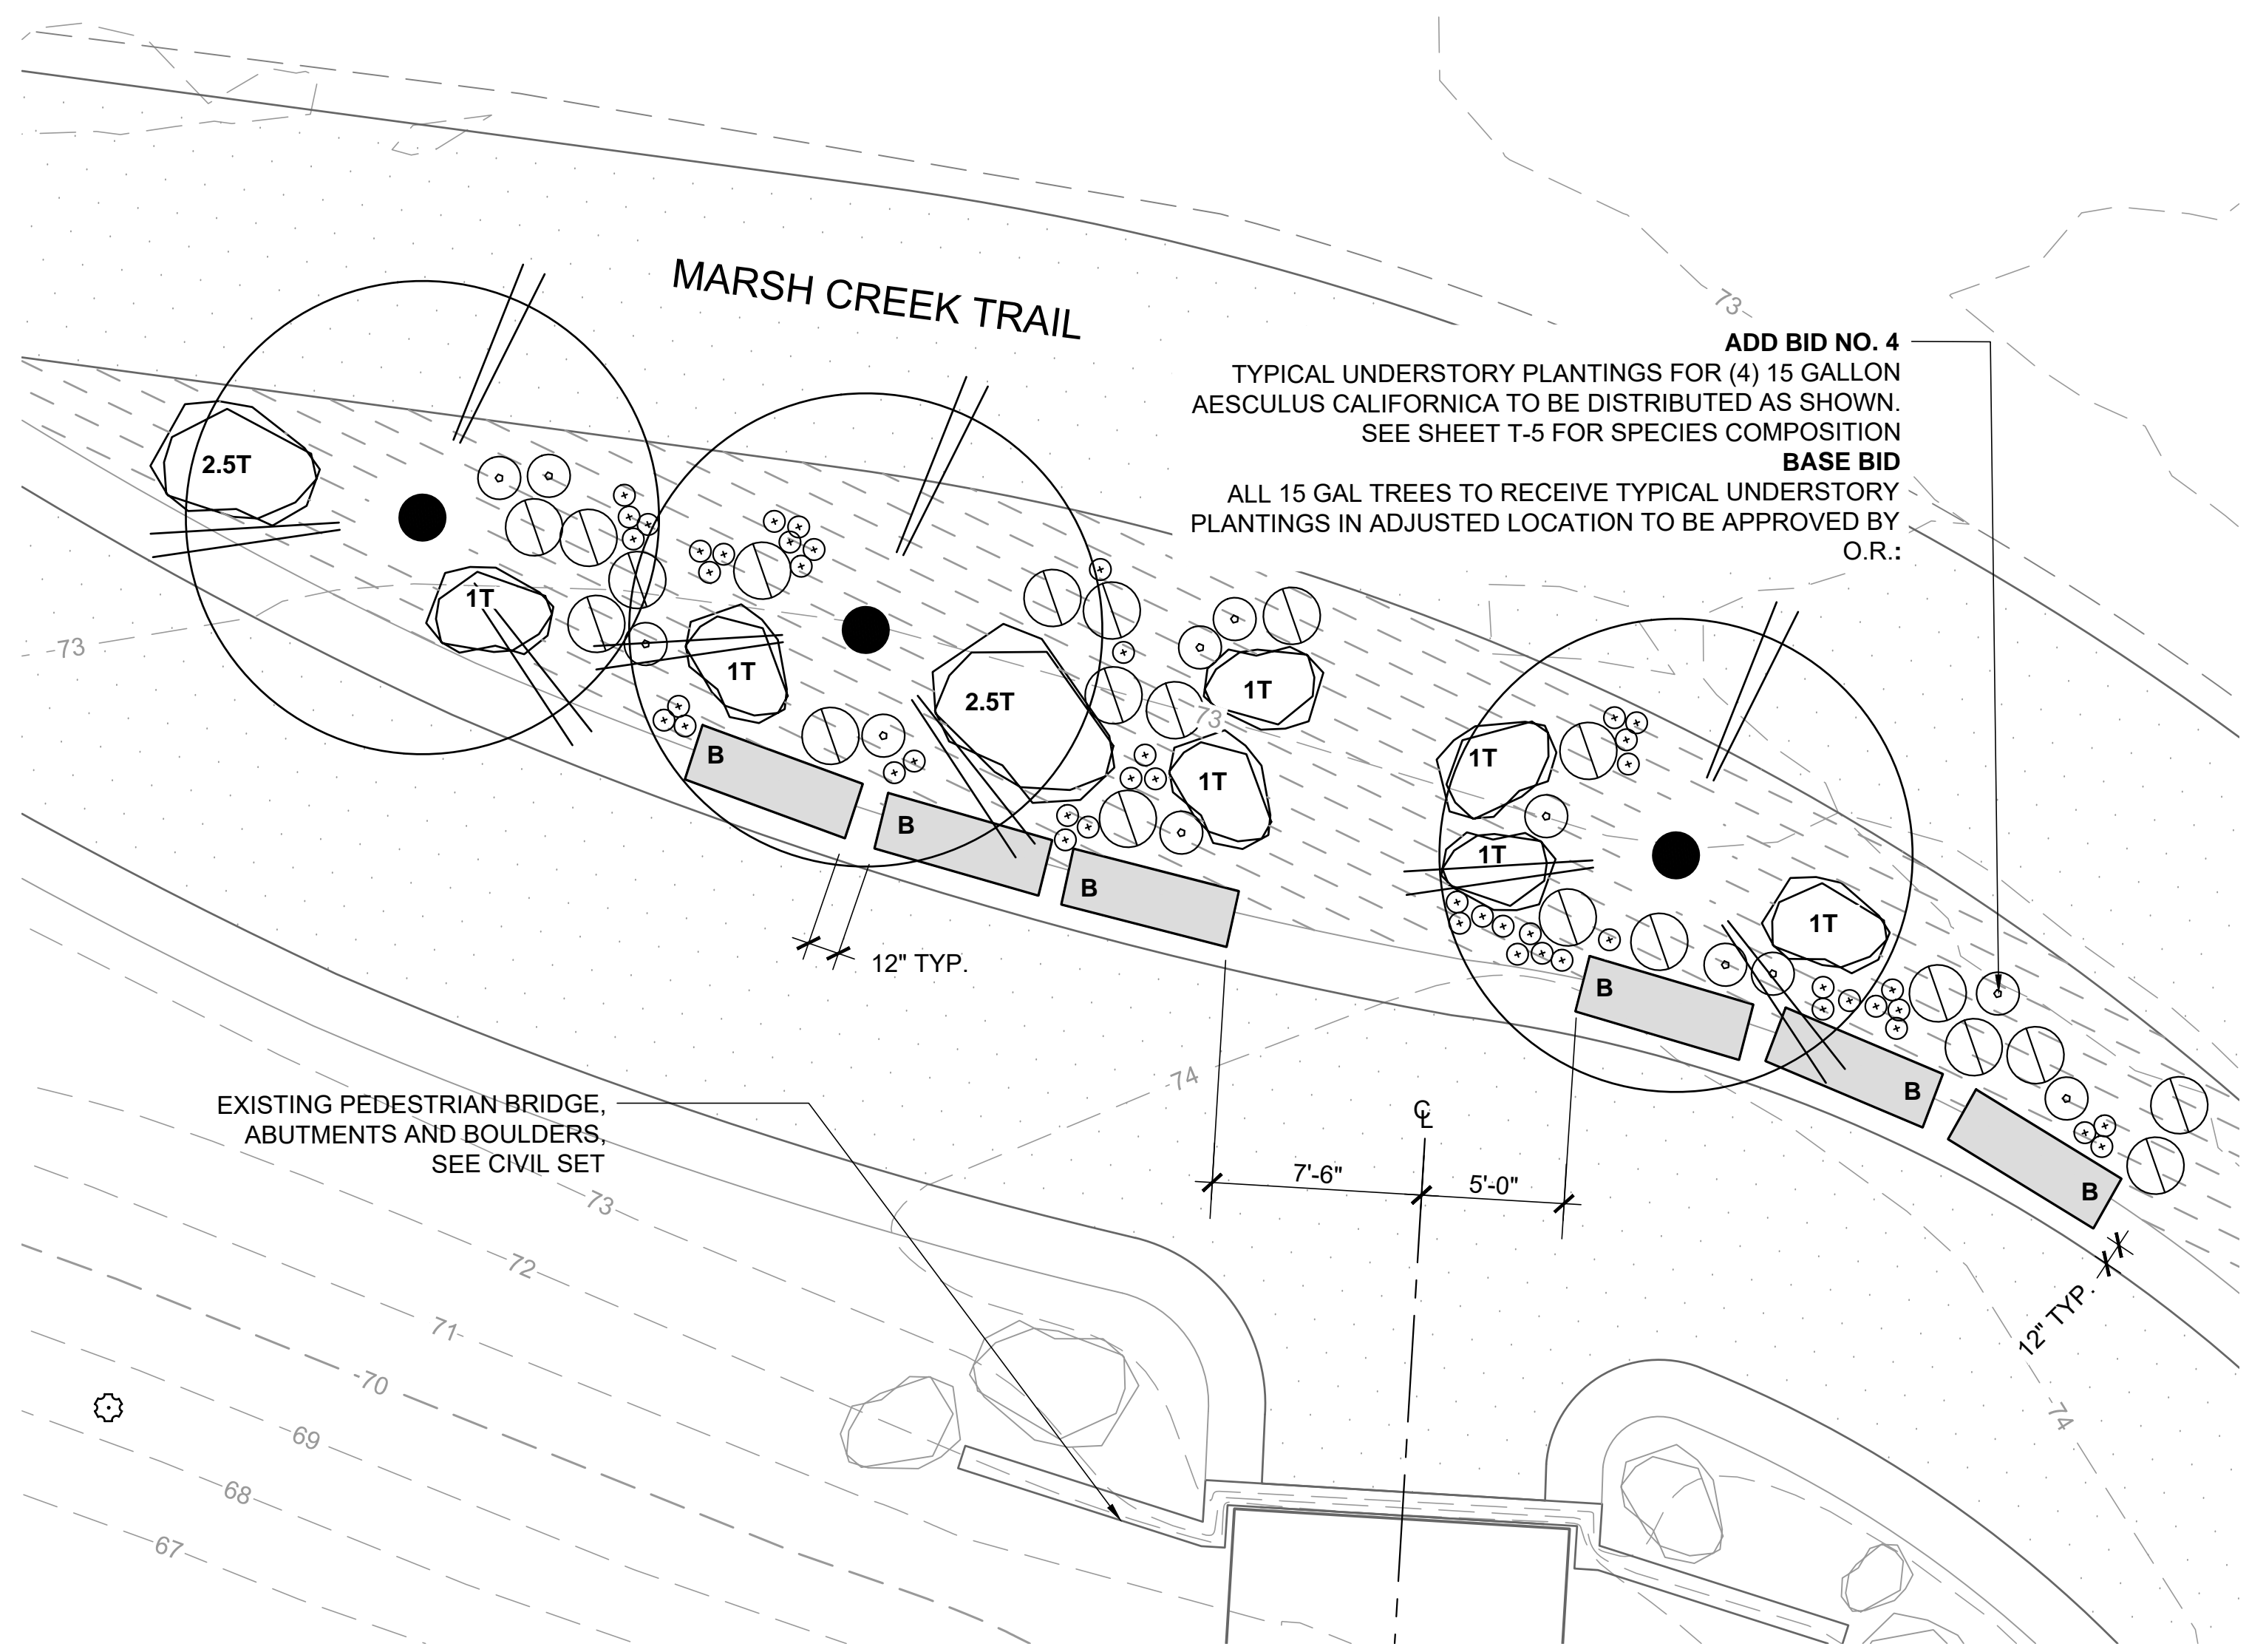 MARSH CREEK TRAIL
73
ADD BID NO. 4
TYPICAL UNDERSTORY PLANTINGS FOR (4) 15 GALLON
AESCULUS CALIFORNICA TO BE DISTRIBUTED AS SHOWN.
SEE SHEET T-5 FOR SPECIES COMPOSITION
BASE BID
ALL 15 GAL TREES TO RECEIVE TYPICAL UNDERSTORY
PLANTINGS IN ADJUSTED LOCATION TO BE APPROVED BY
O.R.:
2.5T
1T
73
1T
2.5T
1T
73
1T
1T
1T
1T
B
B
B
B
B
B
12" TYP.
74
EXISTING PEDESTRIAN BRIDGE,
ABUTMENTS AND BOULDERS,
SEE CIVIL SET
CL
7'-6"
5'-0"
12" TYP.
74
73
72
71
70
69
68
67